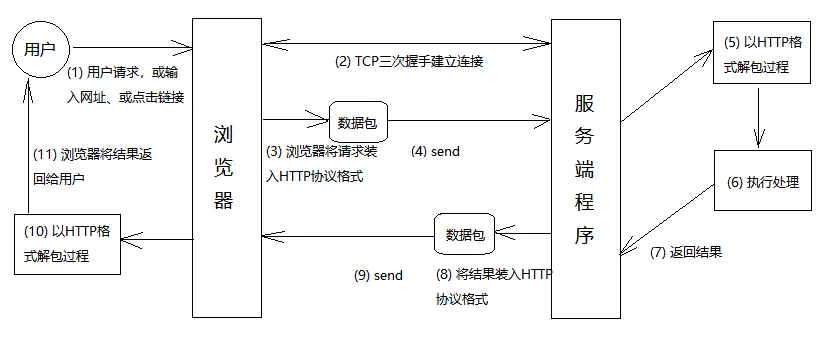 用户
(1) 用户请求，或输
入网址、或点击链接
(2) TCP三次握手建立连接
(5) 以HTTP格
式解包过程
浏览器
服务端程序
数据包
(3) 浏览器将请求装
入HTTP协议格式
(4) send
(11) 浏览器将结果返
回给用户
(6) 执行处理
(10) 以HTTP格
式解包过程
数据包
(9) send
(8) 将结果装入HTTP
协议格式
(7) 返回结果